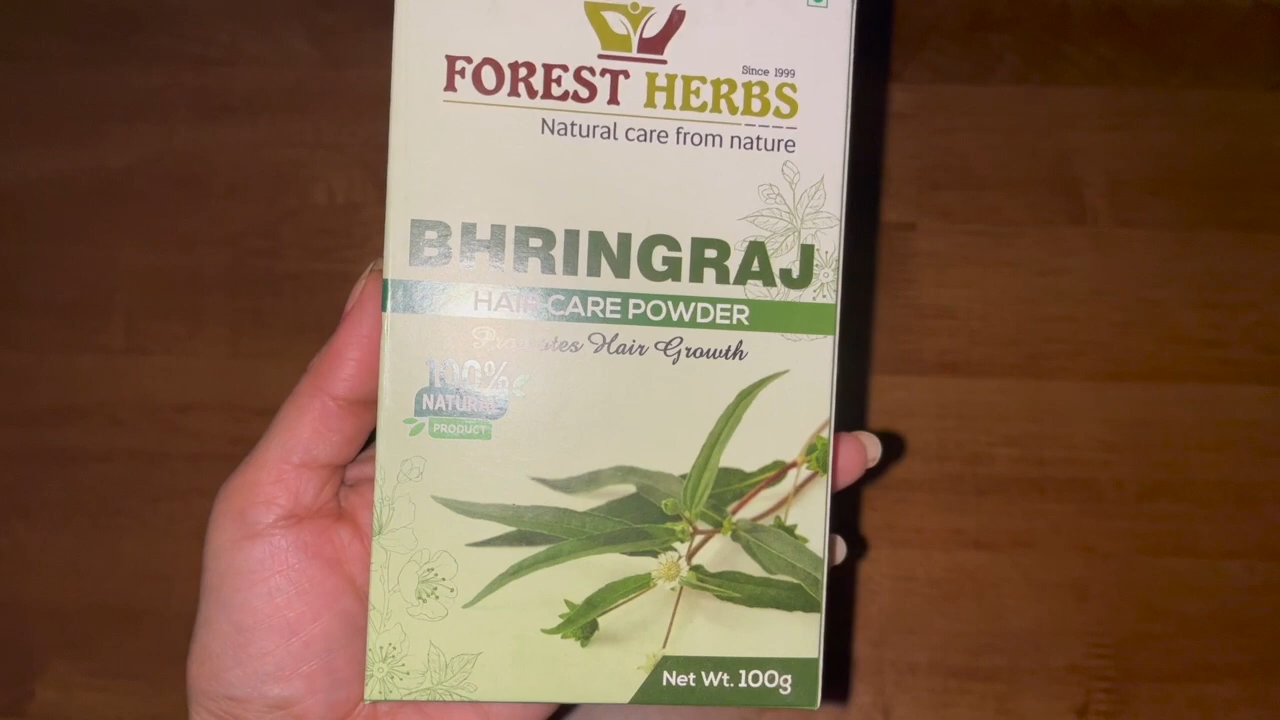 Since 1999
FOREST HERBS
Natural care from nature
BHRINGRAJ
HAIR CARE POWDER
Promotes Hair Growth
100%
NATURAL
PRODUCT
Net Wt. 100g